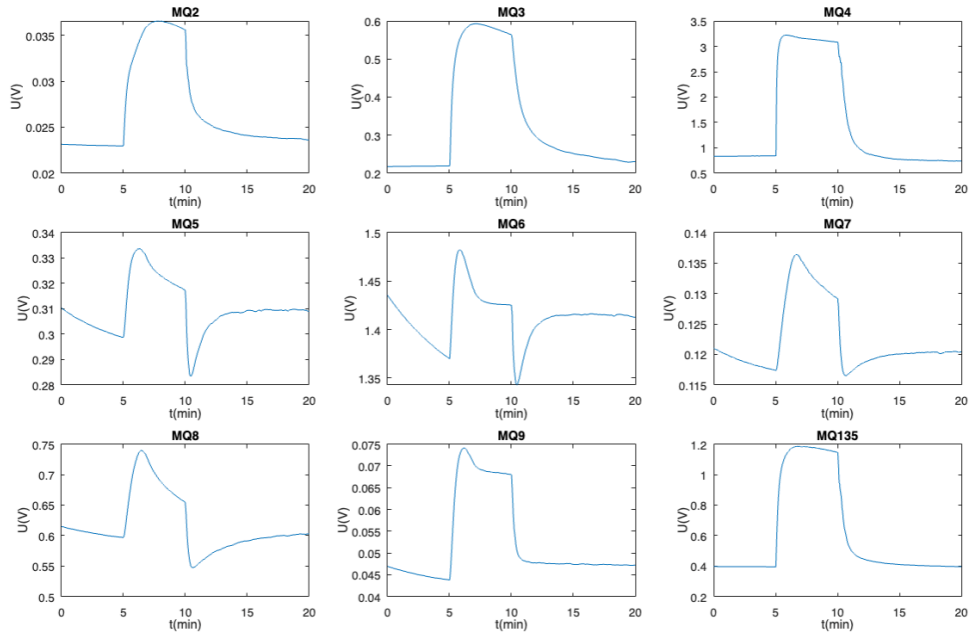 MQ2
U(V)
0.035
0.03
0.025
0.02
0 5 10 15 20
t(min)
MQ3
U(V)
0.6
0.5
0.4
0.3
0.2
0 5 10 15 20
t(min)
MQ4
U(V)
3.5
3
2.5
2
1.5
1
0.5
0 5 10 15 20
t(min)
MQ5
U(V)
0.34
0.33
0.32
0.31
0.3
0.29
0.28
0 5 10 15 20
t(min)
MQ6
U(V)
1.5
1.45
1.4
1.35
0 5 10 15 20
t(min)
MQ7
U(V)
0.14
0.135
0.13
0.125
0.12
0.115
0 5 10 15 20
t(min)
MQ8
U(V)
0.75
0.7
0.65
0.6
0.55
0.5
0 5 10 15 20
t(min)
MQ9
U(V)
0.075
0.07
0.065
0.06
0.055
0.05
0.045
0.04
0 5 10 15 20
t(min)
MQ135
U(V)
1.2
1
0.8
0.6
0.4
0.2
0 5 10 15 20
t(min)